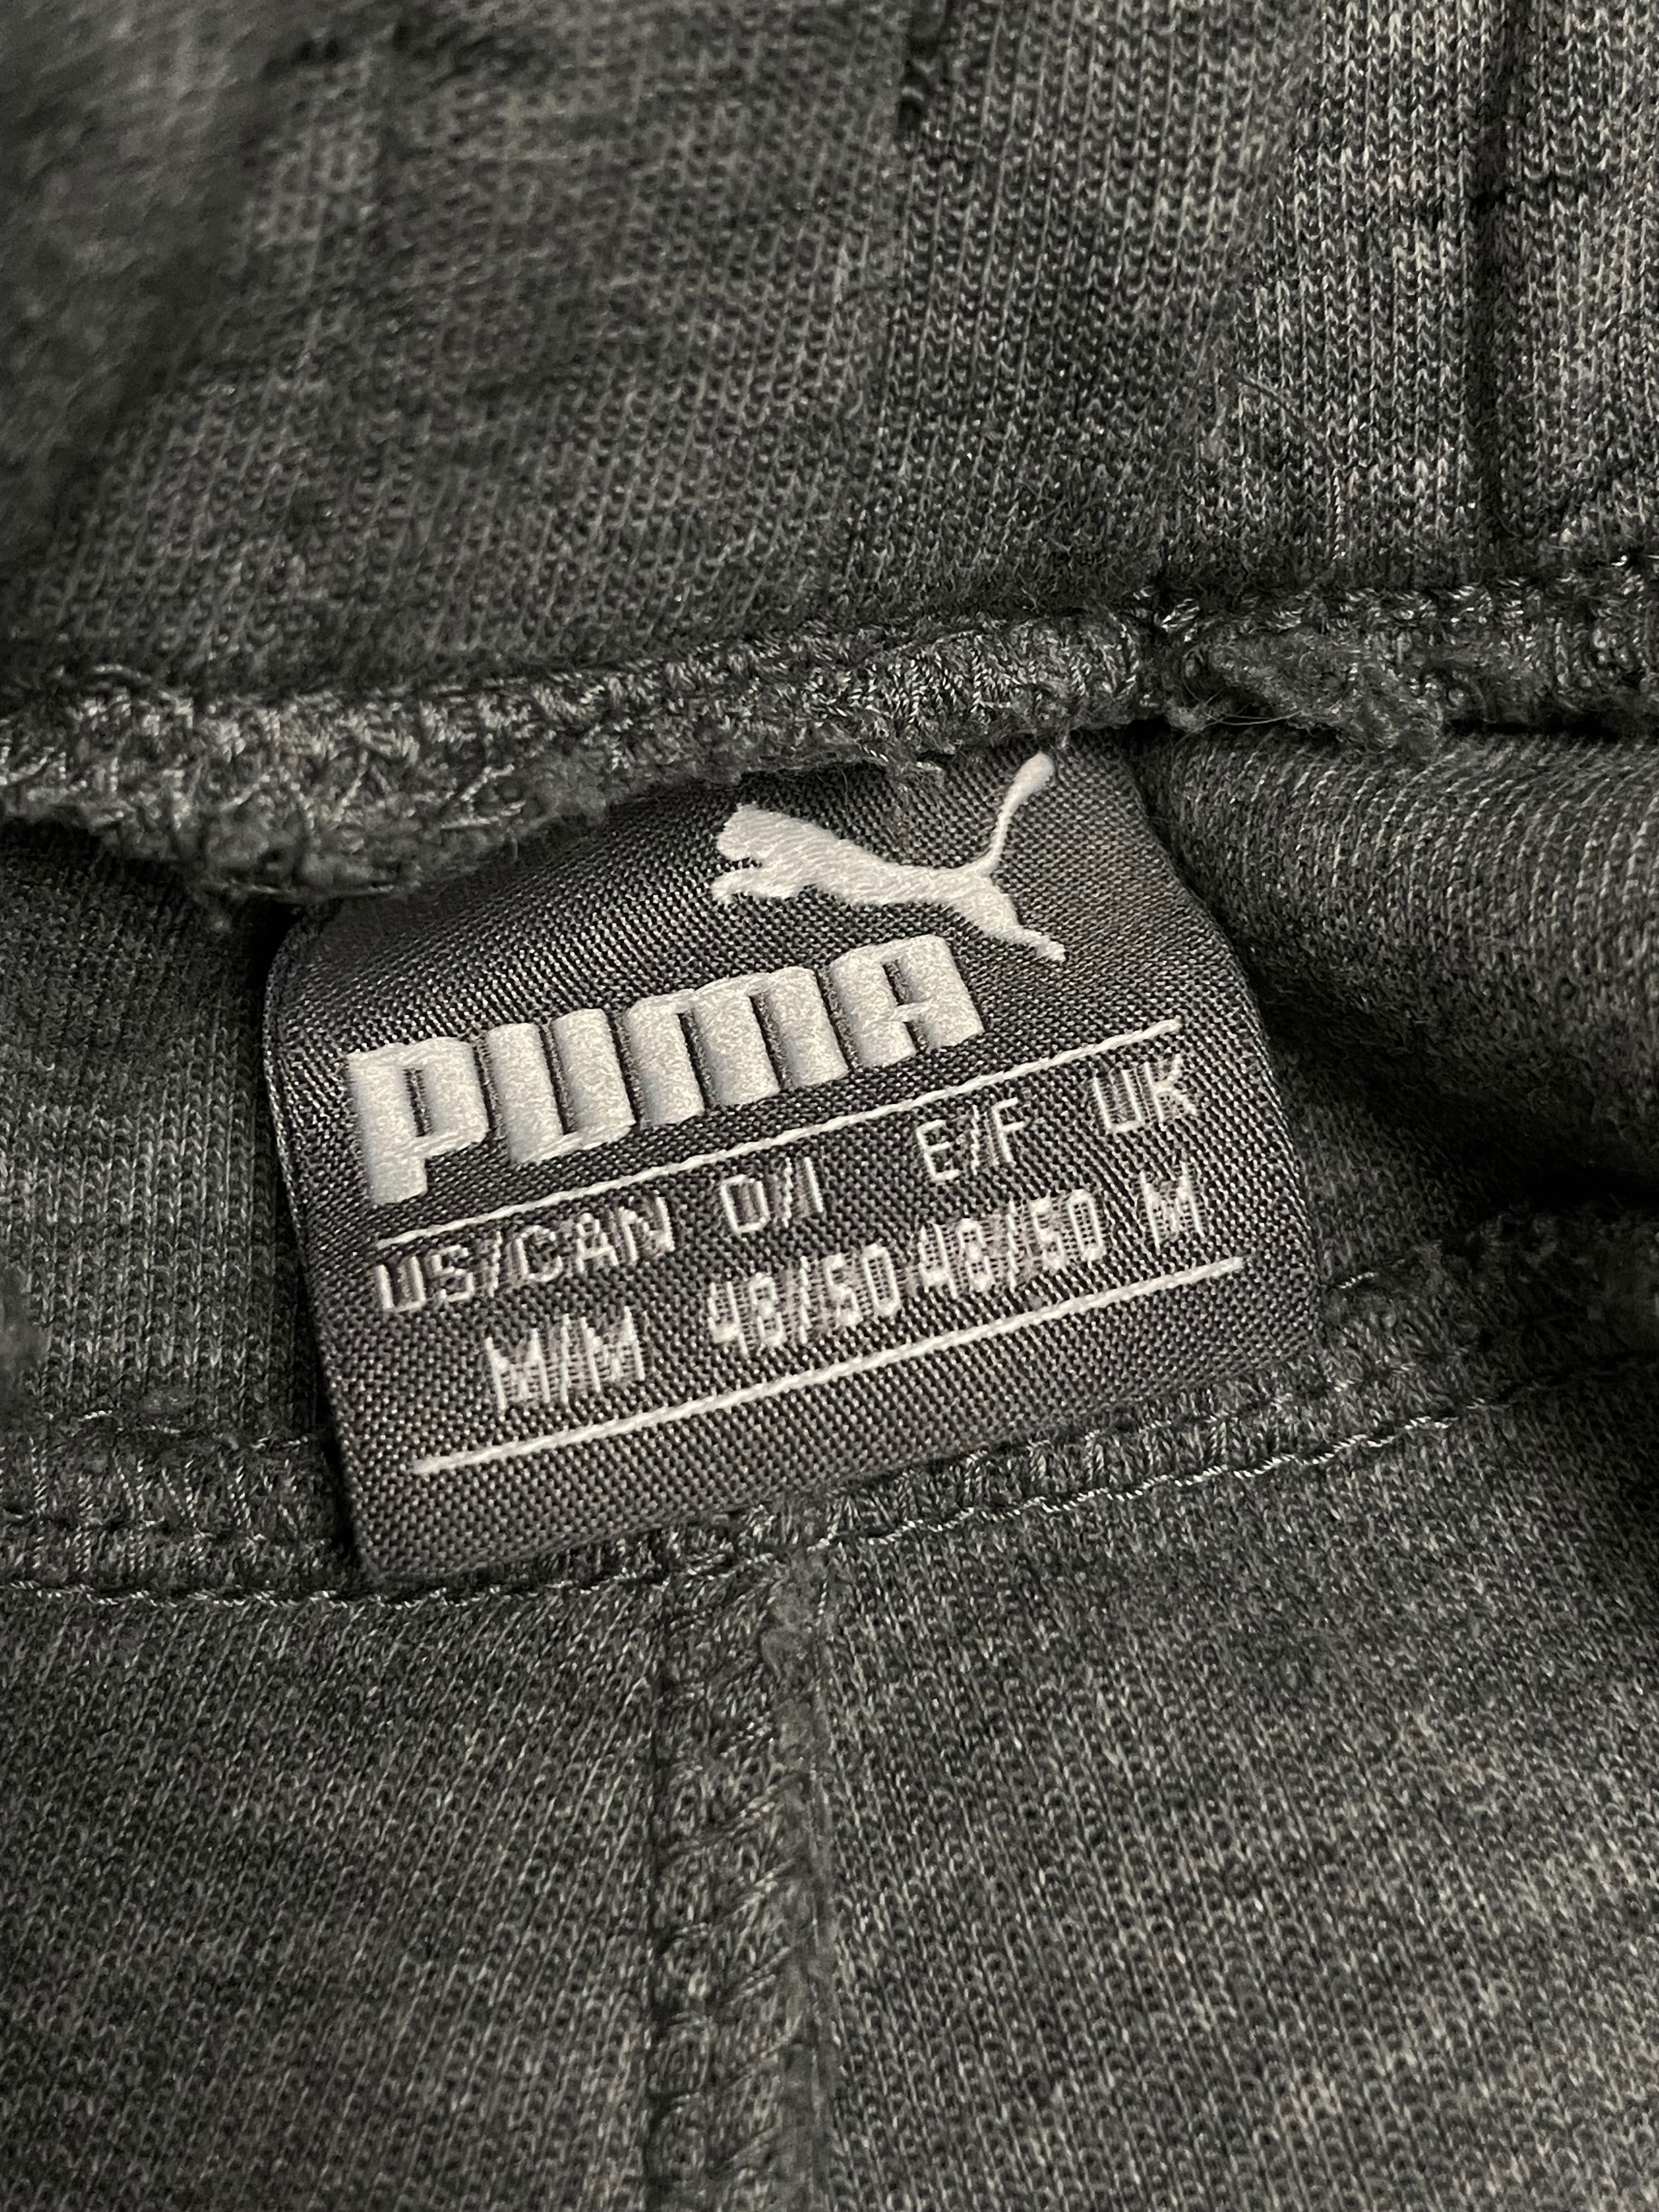 PUMA
US/CAN D/I E/F UK
M/M 48/50 48/50 M